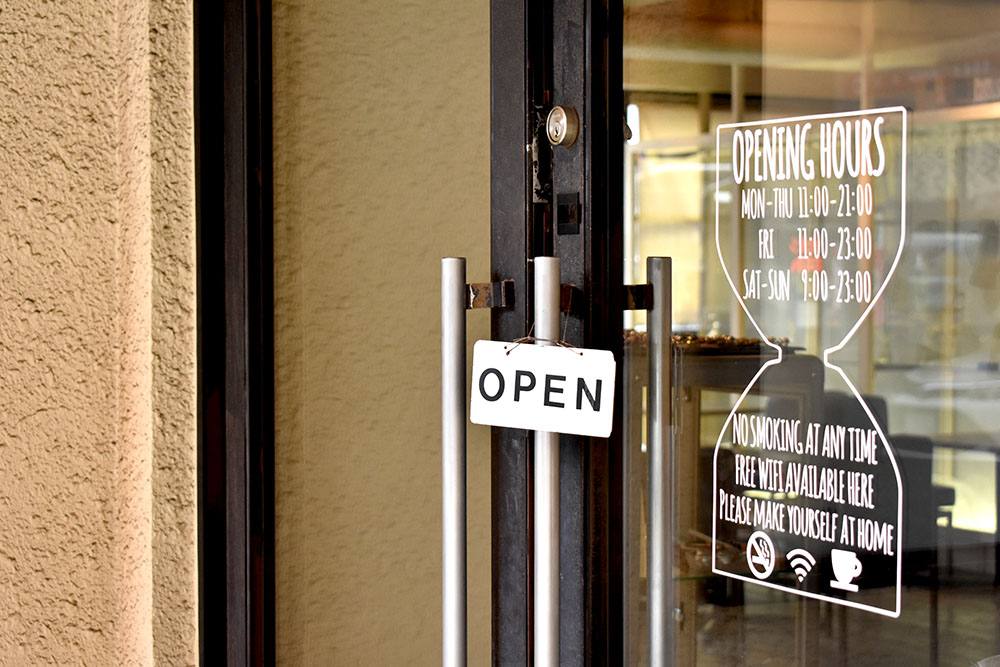 OPEN
OPENING HOURS
MON-THU 11:00-21:00
FRI 11:00-23:00
SAT-SUN 9:00-23:00
NO SMOKING AT ANY TIME
FREE WIFI AVAILABLE HERE
PLEASE MAKE YOURSELF AT HOME